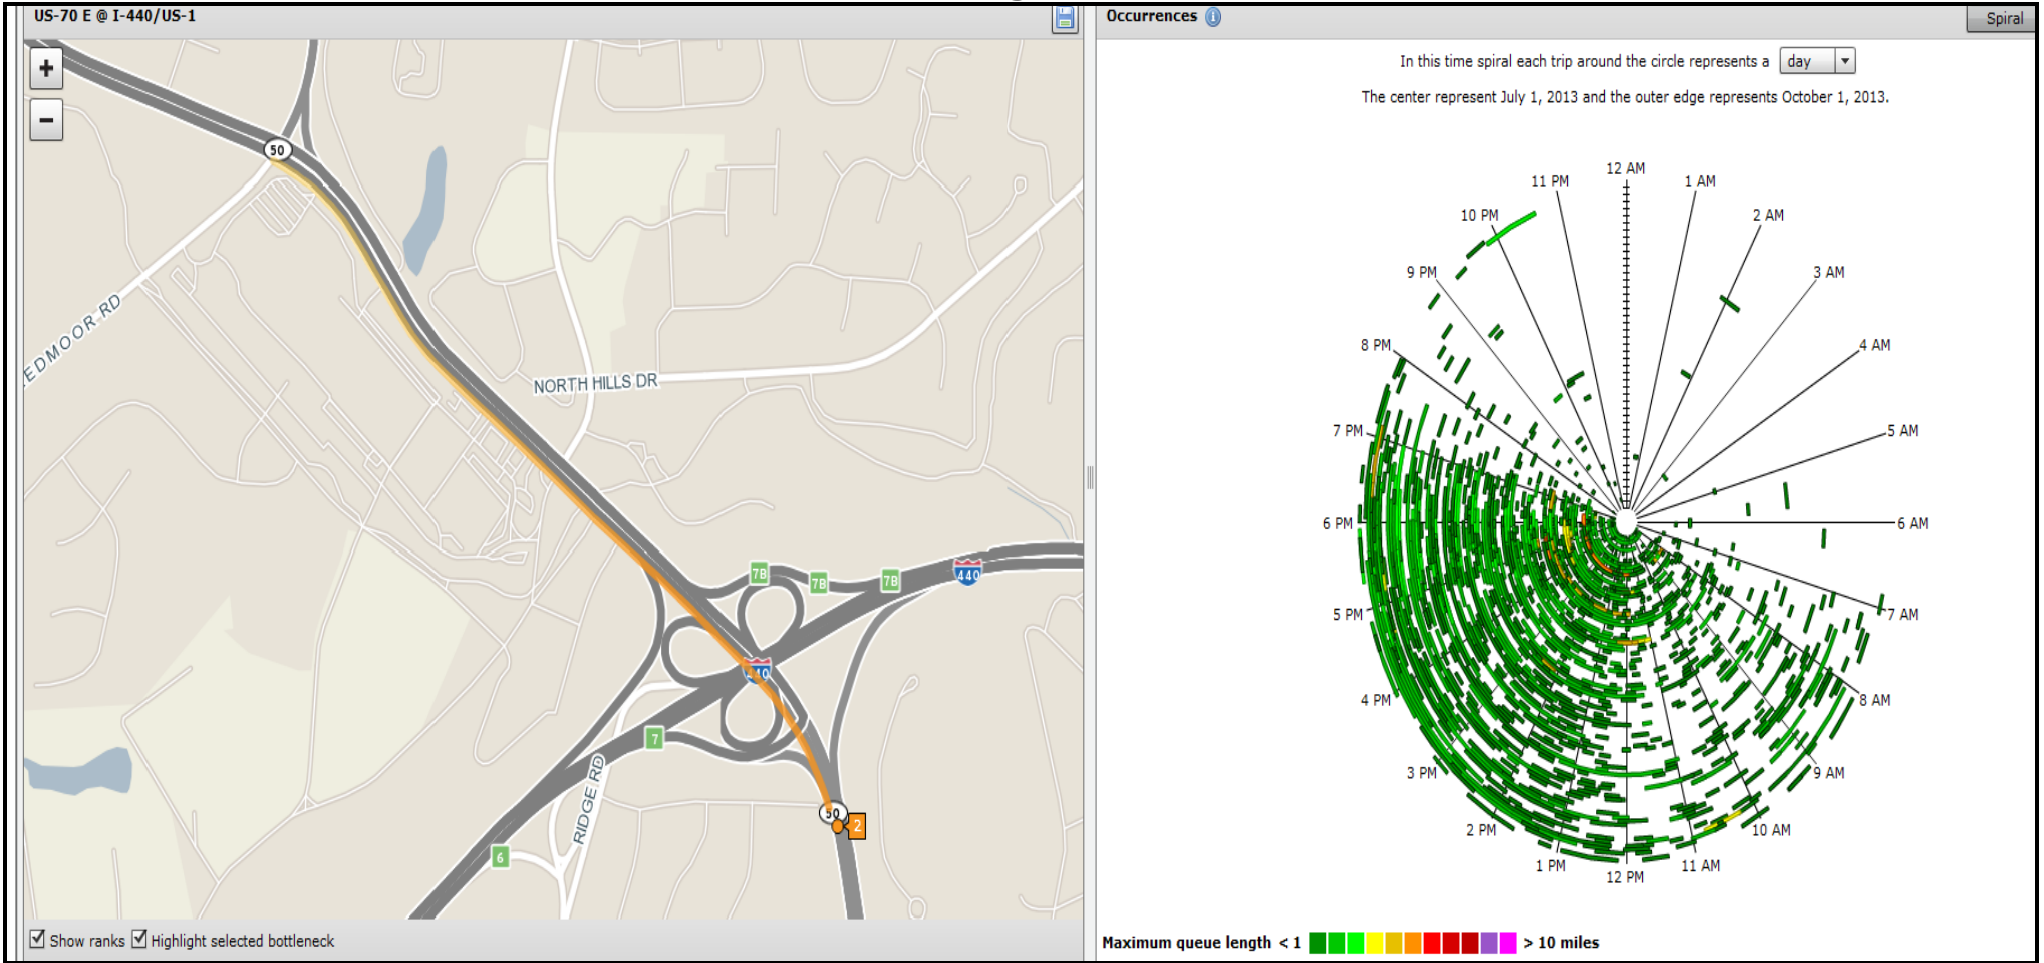 US-70 E @ I-440/US-1
+
−
50
EDMOOR RD
NORTH HILLS DR
7B
7B
7B
440
440
7
RIDGE RD
50
2
6
Show ranks
Highlight selected bottleneck
Occurrences
i
Spiral
In this time spiral each trip around the circle represents a day
The center represent July 1, 2013 and the outer edge represents October 1, 2013.
12 AM
1 AM
2 AM
3 AM
4 AM
5 AM
6 AM
7 AM
8 AM
9 AM
10 AM
11 AM
12 PM
1 PM
2 PM
3 PM
4 PM
5 PM
6 PM
7 PM
8 PM
9 PM
10 PM
11 PM
Maximum queue length < 1 > 10 miles